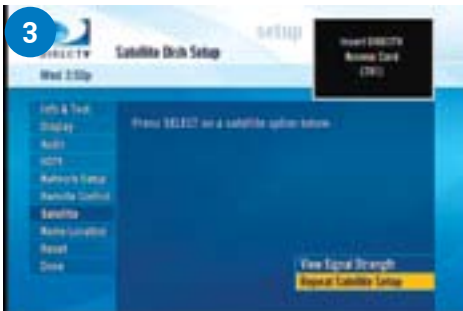 3
DIRECTV
setup
Satellite Dish Setup
Insert DIRECTV
Access Card
Wed 3:50p
Info & Test
Display
Audio
HDTV
Network Setup
Remote Control
Satellite
Name Location
Reset
Done
Press SELECT on a satellite option below.
View Signal Strength
Repeat Satellite Setup